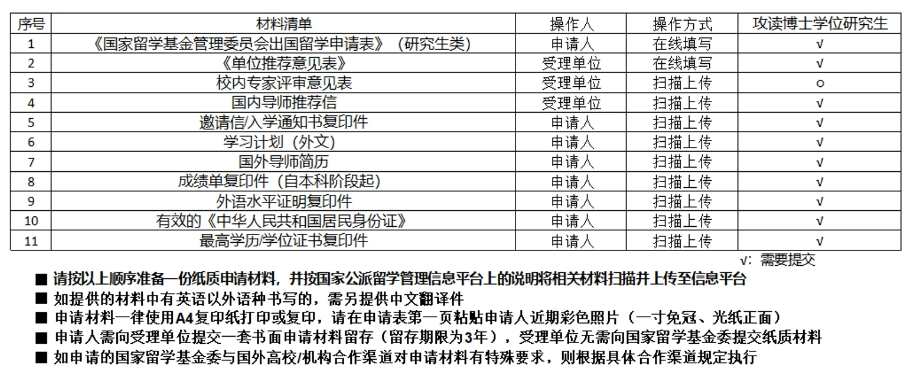 序号 材料清单 操作人 操作方式 攻读博士学位研究生
1 《国家留学基金管理委员会出国留学申请表》（研究生类） 申请人 在线填写 √
2 《单位推荐意见表》 受理单位 在线填写 √
3 校内专家评审意见表 受理单位 扫描上传 ○
4 国内导师推荐信 受理单位 扫描上传 √
5 邀请信/入学通知书复印件 申请人 扫描上传 √
6 学习计划（外文） 申请人 扫描上传 √
7 国外导师简历 申请人 扫描上传 √
8 成绩单复印件（自本科阶段起） 申请人 扫描上传 √
9 外语水平证明复印件 申请人 扫描上传 √
10 有效的《中华人民共和国居民身份证》 申请人 扫描上传 √
11 最高学历/学位证书复印件 申请人 扫描上传 √
√：需要提交
■ 请按以上顺序准备一份纸质申请材料，并按国家公派留学管理信息平台上的说明将相关材料扫描并上传至信息平台
■ 如提供的材料中有英语以外语种书写的，需另提供中文翻译件
■ 申请材料一律使用A4复印纸打印或复印，请在申请表第一页粘贴申请人近期彩色照片（一寸免冠、光纸正面）
■ 申请人需向受理单位提交一套书面申请材料留存（留存期限为3年），受理单位无需向国家留学基金委提交纸质材料
■ 如申请的国家留学基金委与国外高校/机构合作渠道对申请材料有特殊要求，则根据具体合作渠道规定执行